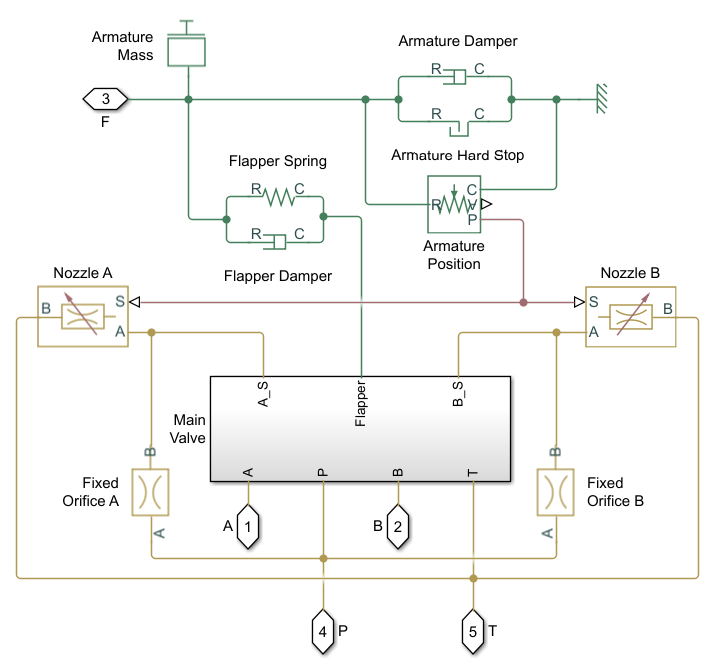 Armature
Mass
3
F
Armature Damper
R C
R C
Armature Hard Stop
Flapper Spring
R C
R C
Flapper Damper
C
R V
P
Armature
Position
Nozzle A
B S
A
Nozzle B
S B
A
A_S
Flapper
B_S
Main
Valve
A
P
B
T
B
Fixed
Orifice A
A
B
Fixed
Orifice B
A
A 1
B 2
4 P
5 T